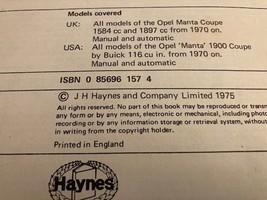 Models covered
UK: All models of the Opel Manta Coupe
1584 cc and 1897 cc from 1970 on.
Manual and automatic
USA: All models of the Opel 'Manta' 1900 Coupe
by Buick 116 cu in. from 1970 on.
Manual and automatic
ISBN 0 85696 157 4
© J H Haynes and Company Limited 1975
All rights reserved. No part of this book may be reproduced or transm
any form or by any means, electronic or mechanical, including photo
recording or by any information storage or retrieval system, without
in writing from the copyright holder.
Printed in England
Haynes